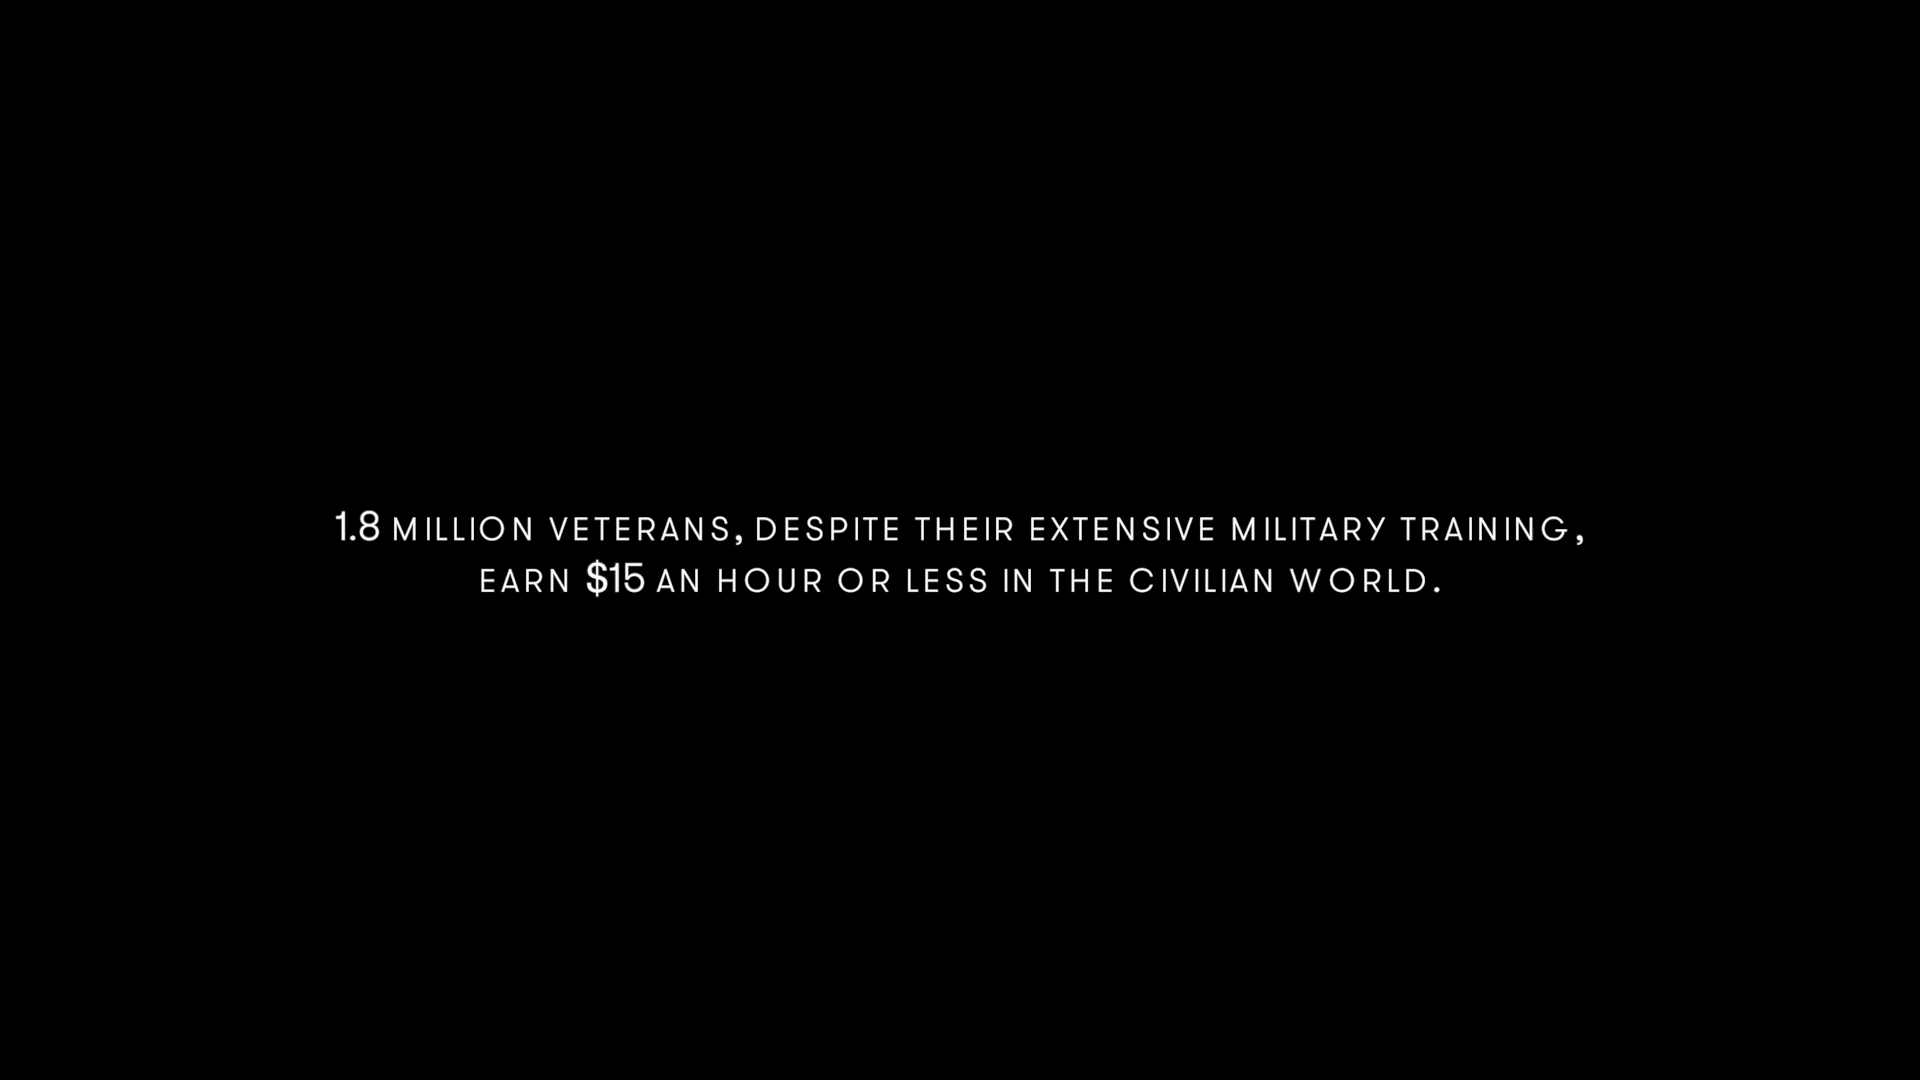 1.8 MILLION VETERANS, DESPITE THEIR EXTENSIVE MILITARY TRAINING,
EARN $15 AN HOUR OR LESS IN THE CIVILIAN WORLD.